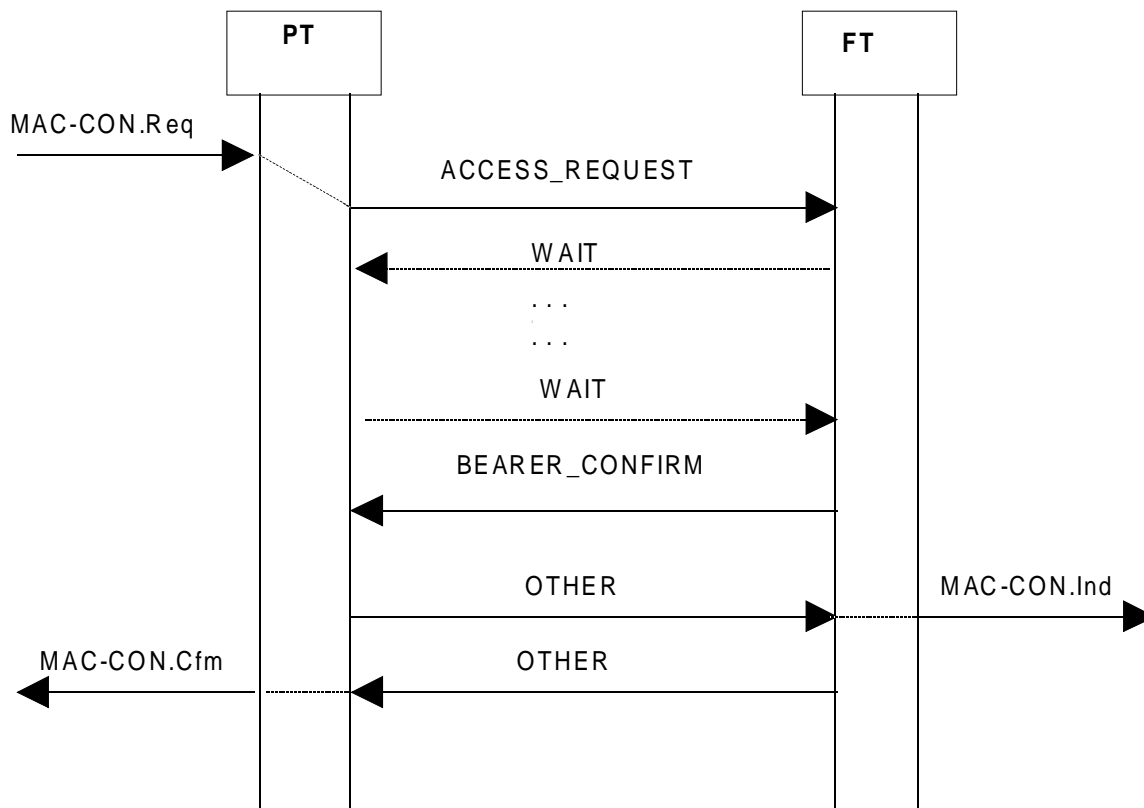 PT
FT
MAC-CON.Req
ACCESS_REQUEST
WAIT
...
...
WAIT
BEARER_CONFIRM
OTHER
MAC-CON.Ind
MAC-CON.Cfm
OTHER